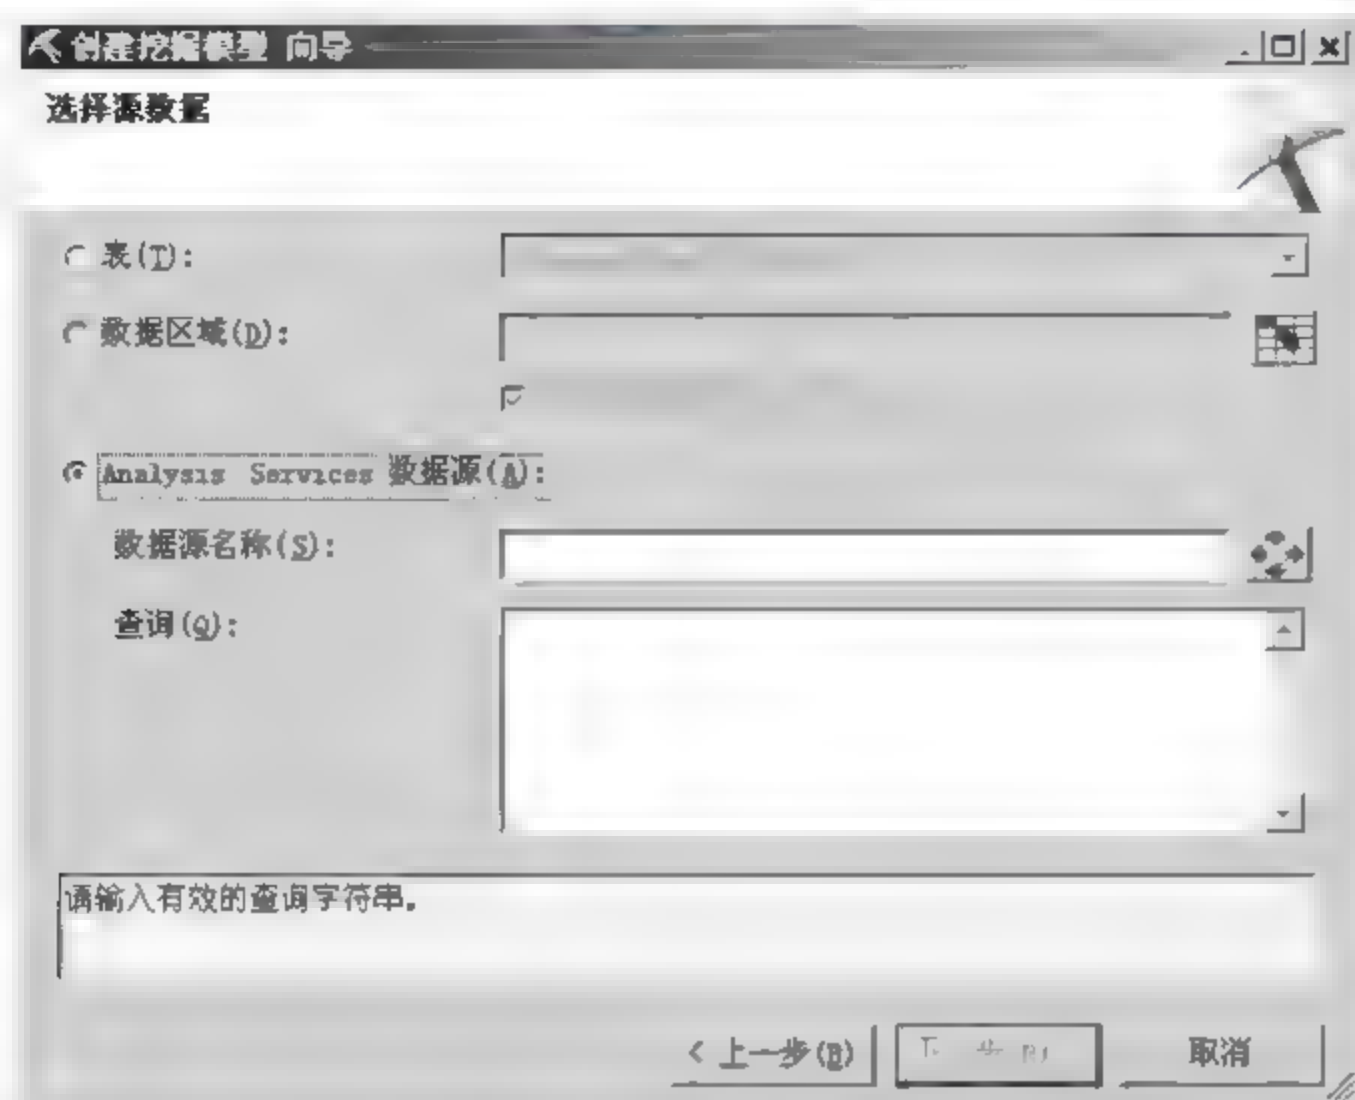 创建挖掘模型 向导
选择源数据
表(T):
数据区域(D):
Analysis Services 数据源(A):
数据源名称(S):
查询(Q):
请输入有效的查询字符串。
< 上一步(B)
取消